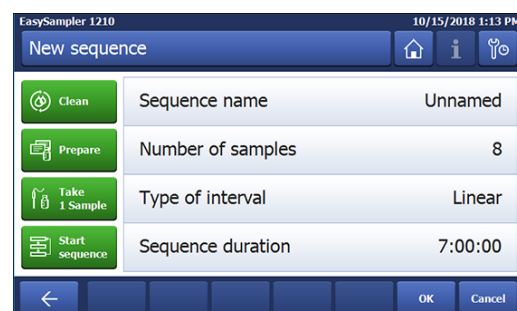 EasySampler 1210
10/15/2018 1:13 PM
New sequence
Clean
Sequence name
Unnamed
Prepare
Number of samples
8
Take
1 Sample
Type of interval
Linear
Start
sequence
Sequence duration
7:00:00
OK
Cancel